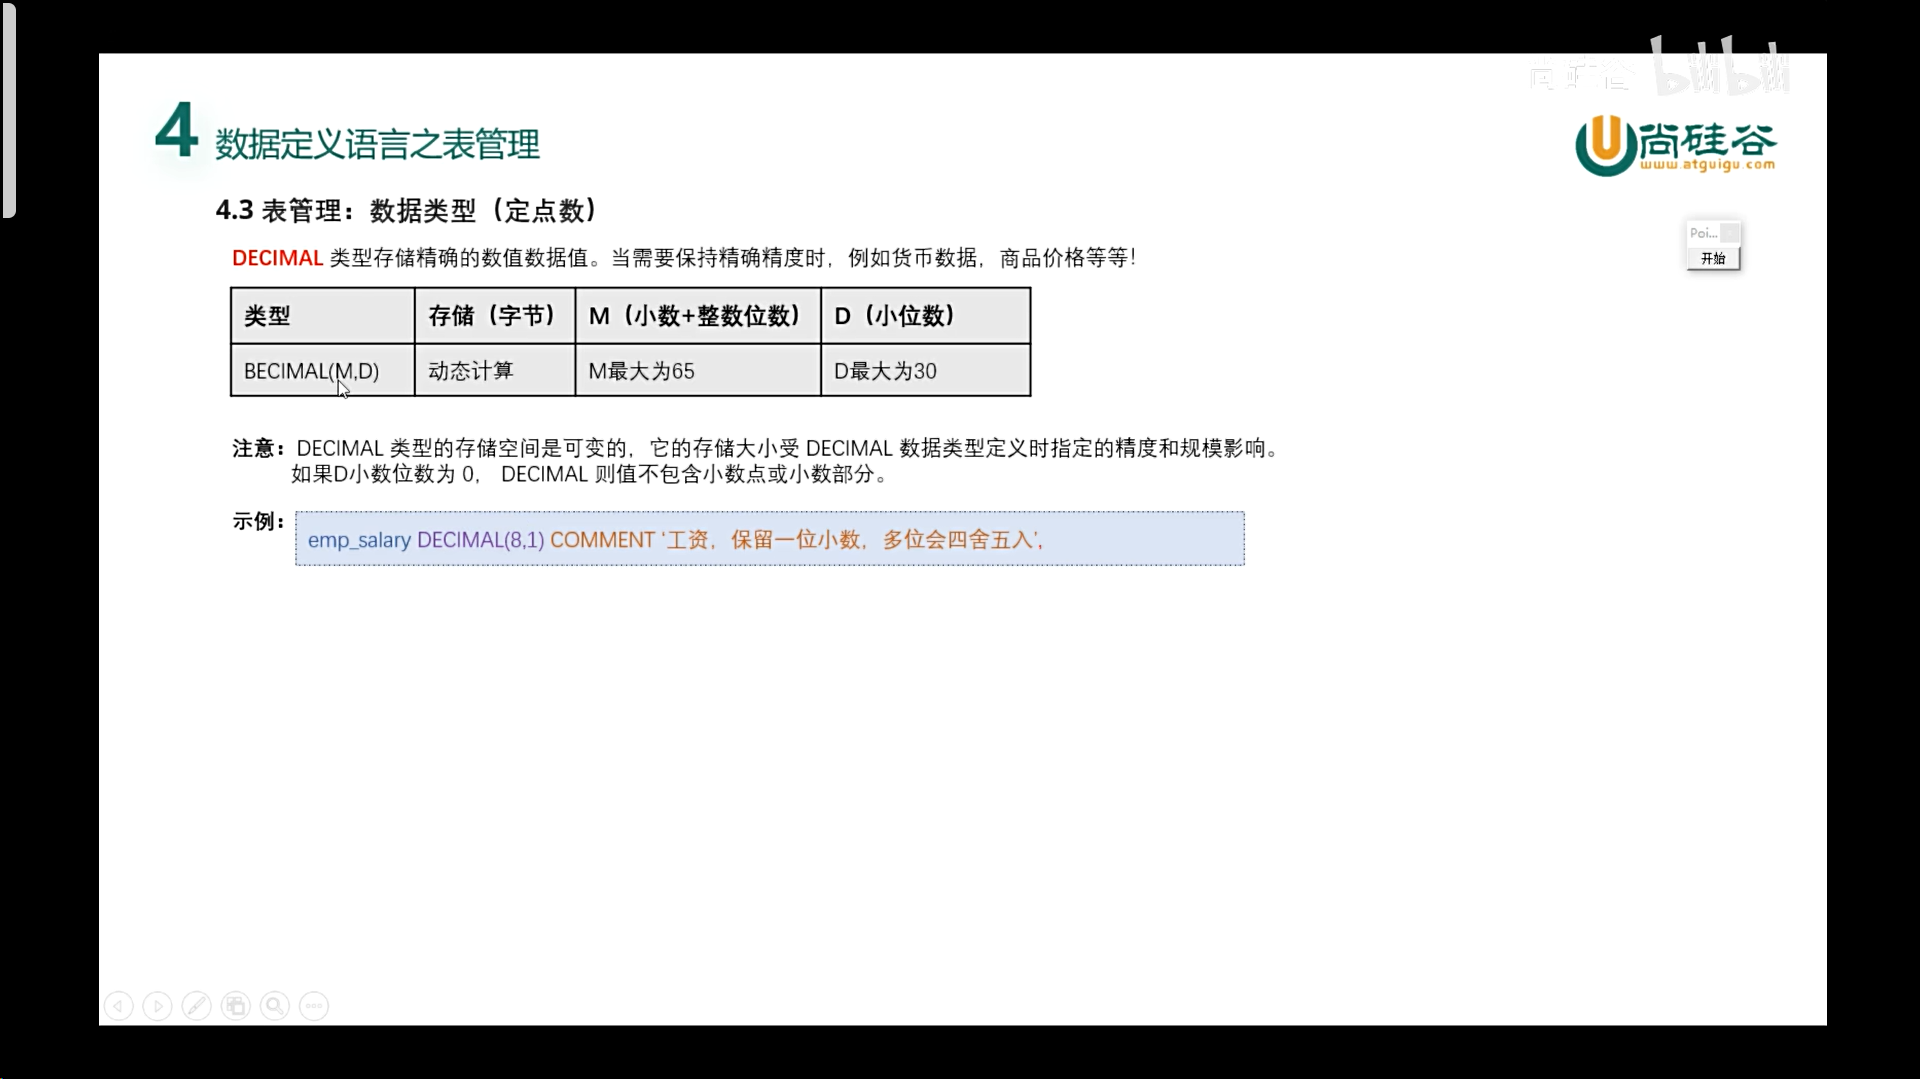 尚硅谷 bilibili
4 数据定义语言之表管理
尚硅谷
www.atguigu.com
4.3 表管理：数据类型（定点数）
Poi...
开始
DECIMAL 类型存储精确的数值数据值。当需要保持精确精度时，例如货币数据，商品价格等等！
类型 存储（字节） M（小数+整数位数） D（小位数）
BECIMAL(M,D) 动态计算 M最大为65 D最大为30
注意：DECIMAL 类型的存储空间是可变的，它的存储大小受 DECIMAL 数据类型定义时指定的精度和规模影响。
如果D小数位数为 0， DECIMAL 则值不包含小数点或小数部分。
示例：
emp_salary DECIMAL(8,1) COMMENT ‘工资，保留一位小数，多位会四舍五入’,